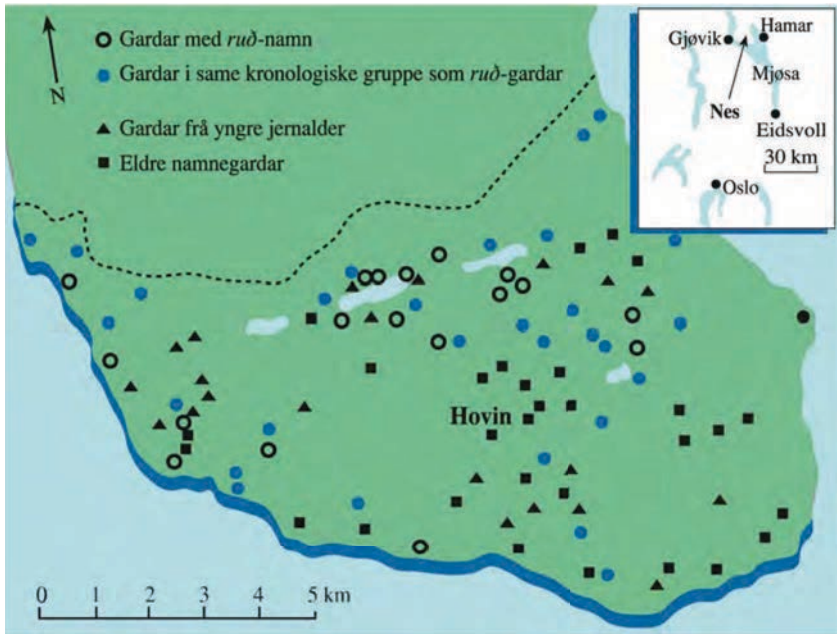 Gardar med ruð-namn
Gardar i same kronologiske gruppe som ruð-gardar
Gardar frå yngre jernalder
Eldre namnegardar
N
Hamar
Gjøvik
Mjøsa
Nes
Eidsvoll
30 km
Oslo
Hovin
0 1 2 3 4 5 km